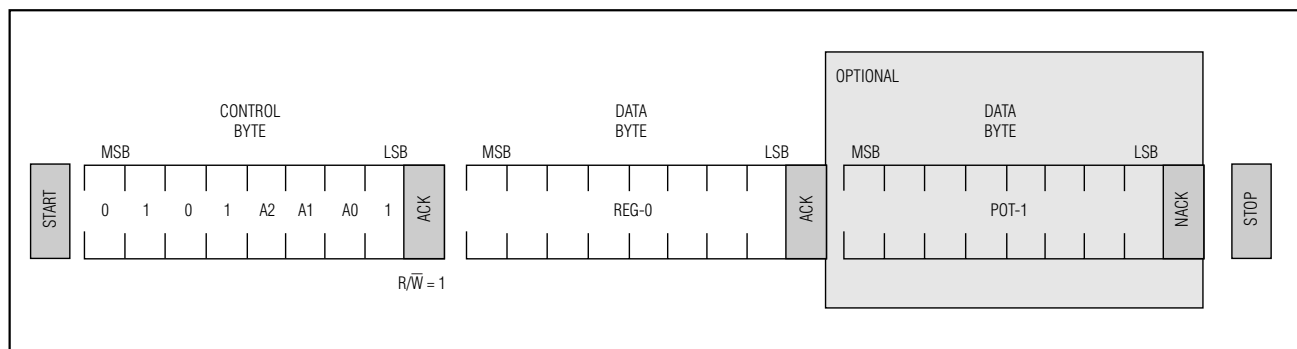 OPTIONAL
CONTROL
BYTE
DATA
BYTE
DATA
BYTE
MSB
LSB
MSB
LSB
MSB
LSB
START
0 1 0 1 A2 A1 A0 1
ACK
REG-0
ACK
POT-1
NACK
STOP
R/W̅ = 1